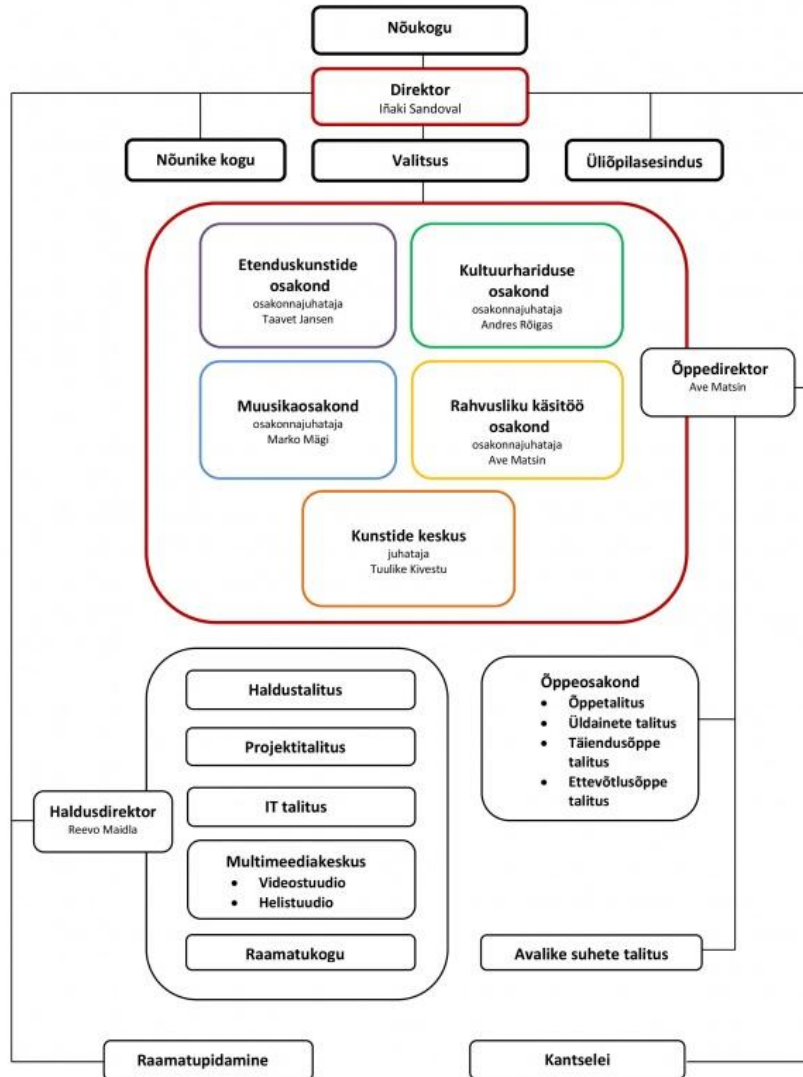 Nõukogu
Direktor
Iñaki Sandoval
Nõunike kogu
Valitsus
Üliõpilasesindus
Etenduskunstide
osakond
osakonnajuhataja
Taavet Jansen
Kultuurhariduse
osakond
osakonnajuhataja
Andres Rõigas
Õppedirektor
Ave Matsin
Muusikaosakond
osakonnajuhataja
Marko Mägi
Rahvusliku käsitöö
osakond
osakonnajuhataja
Ave Matsin
Kunstide keskus
juhataja
Tuulike Kivestu
Haldustalitus
Projektitalitus
IT talitus
Multimeediakeskus
• Videostuudio
• Helistuudio
Raamatukogu
Haldusdirektor
Reevo Maidla
Õppeosakond
• Õppetalitus
• Üldainete talitus
• Täiendusõppe
talitus
• Ettevõtlusõppe
talitus
Avalike suhete talitus
Raamatupidamine
Kantselei